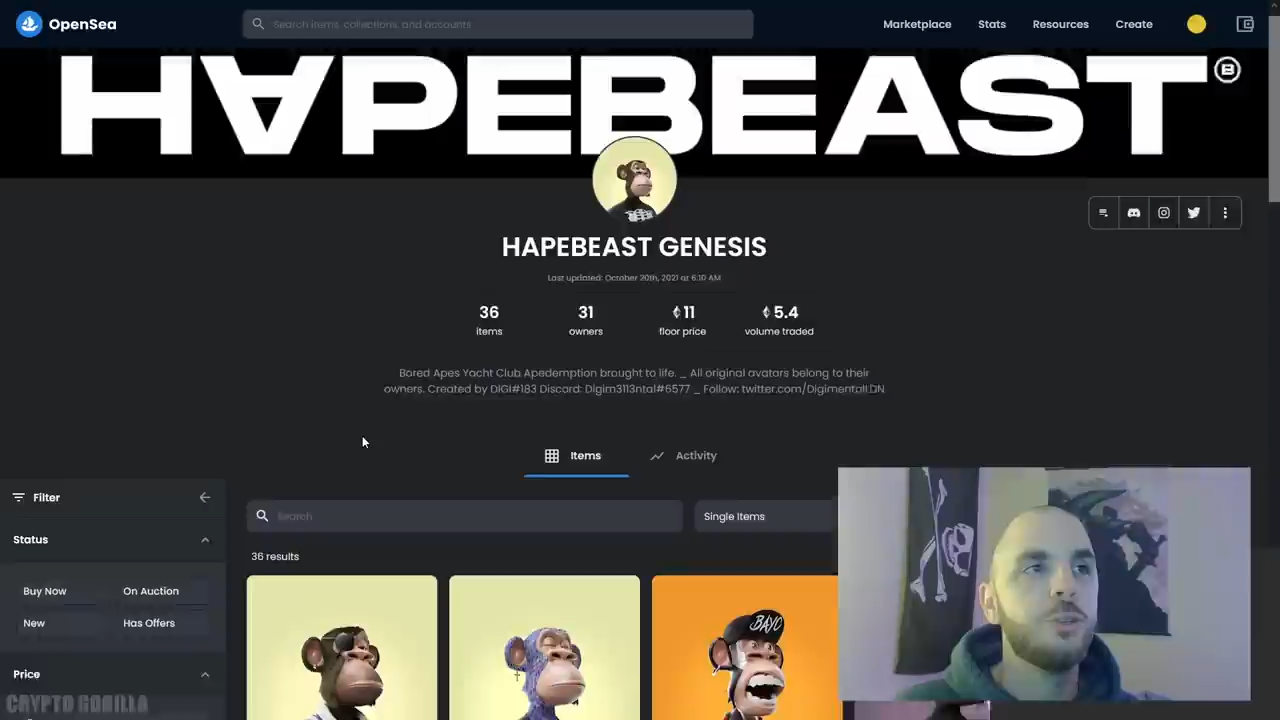 OpenSea
Search items, collections, and accounts
Marketplace
Stats
Resources
Create
HAPEBEAST
HAPEBEAST GENESIS
Last updated: October 20th, 2021 at 6:10 AM
36
items
31
owners
11
floor price
5.4
volume traded
Bored Apes Yacht Club Apedemption brought to life. _ All original avatars belong to their
owners. Created by DIGI#183 Discord: Digim3113ntal#6577 _ Follow: twitter.com/DigimentalLDN
Items
Activity
Filter
Search
Single Items
Status
36 results
Buy Now
On Auction
New
Has Offers
BAYC
Price
CRYPTO GORILLA